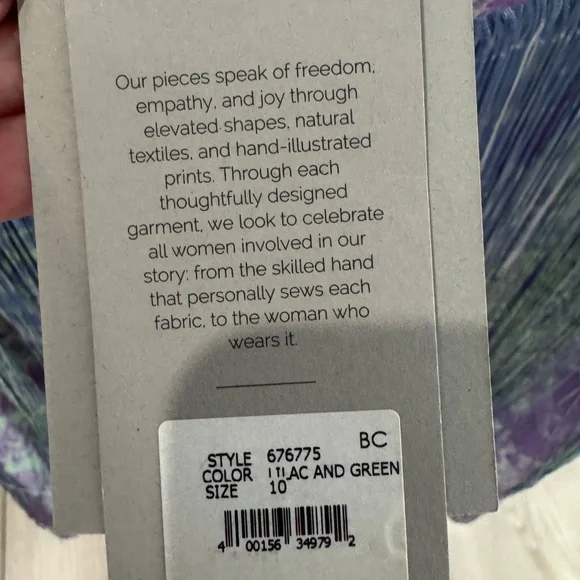 Our pieces speak of freedom,
empathy, and joy through
elevated shapes, natural
textiles, and hand-illustrated
prints. Through each
thoughtfully designed
garment, we look to celebrate
all women involved in our
story: from the skilled hand
that personally sews each
fabric, to the woman who
wears it.
BC
STYLE 676775
COLOR LILAC AND GREEN
SIZE 10
4 00156 34979 2